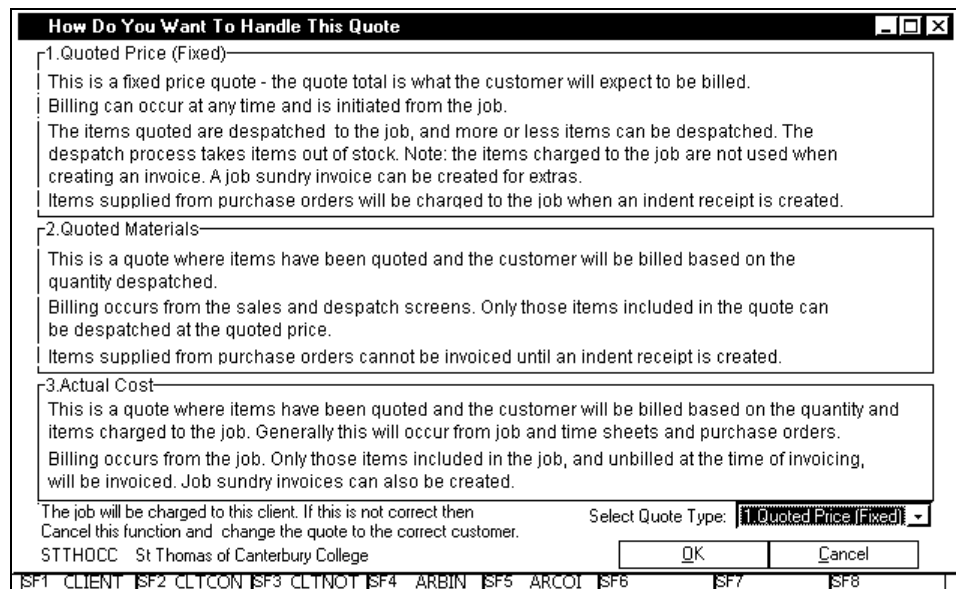 How Do You Want To Handle This Quote
1.Quoted Price (Fixed)
This is a fixed price quote - the quote total is what the customer will expect to be billed.
Billing can occur at any time and is initiated from the job.
The items quoted are despatched to the job, and more or less items can be despatched. The
despatch process takes items out of stock. Note: the items charged to the job are not used when
creating an invoice. A job sundry invoice can be created for extras.
Items supplied from purchase orders will be charged to the job when an indent receipt is created.
2.Quoted Materials
This is a quote where items have been quoted and the customer will be billed based on the
quantity despatched.
Billing occurs from the sales and despatch screens. Only those items included in the quote can
be despatched at the quoted price.
Items supplied from purchase orders cannot be invoiced until an indent receipt is created.
3.Actual Cost
This is a quote where items have been quoted and the customer will be billed based on the quantity and
items charged to the job. Generally this will occur from job and time sheets and purchase orders.
Billing occurs from the job. Only those items included in the job, and unbilled at the time of invoicing,
will be invoiced. Job sundry invoices can also be created.
The job will be charged to this client. If this is not correct then
Cancel this function and change the quote to the correct customer.
Select Quote Type: 1.Quoted Price (Fixed)
STTHOCC St Thomas of Canterbury College
OK Cancel
SF1 CLIENT SF2 CLTCON SF3 CLTNOT SF4 ARBIN SF5 ARCOI SF6 SF7 SF8